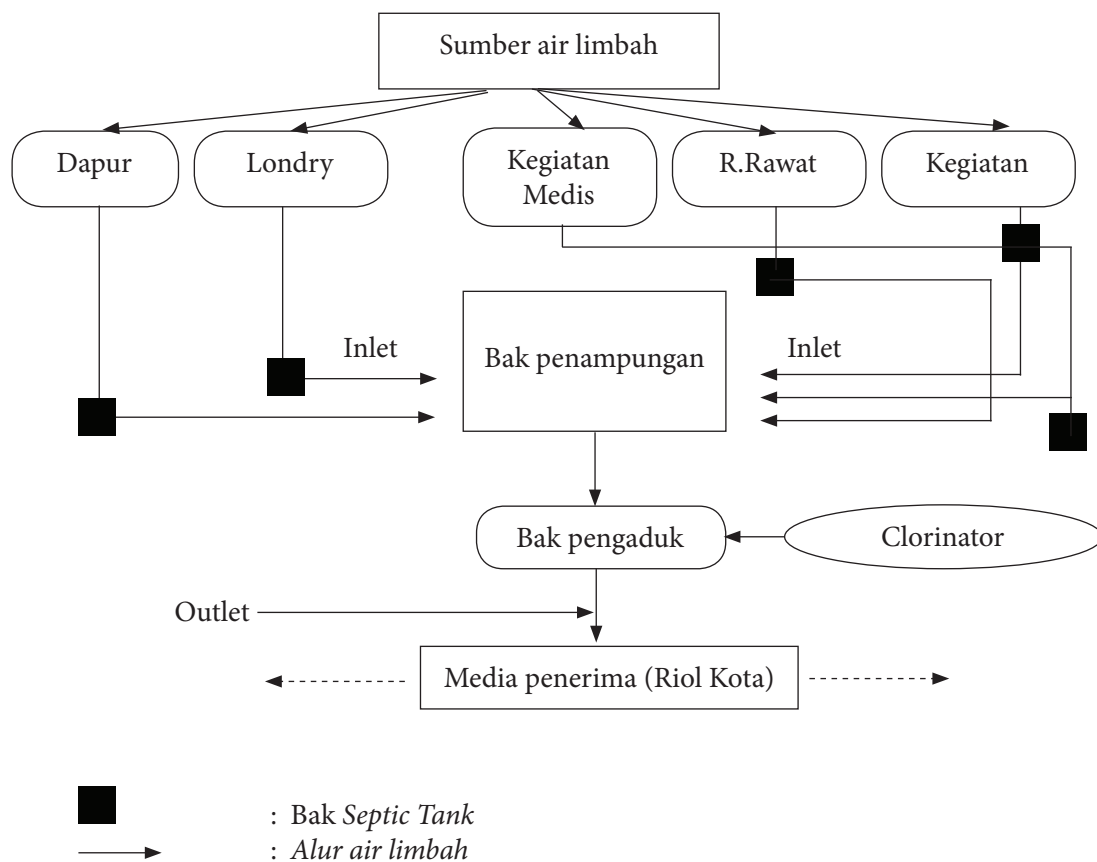 Sumber air limbah
Dapur
Londry
Kegiatan
Medis
R.Rawat
Kegiatan
Inlet
Bak penampungan
Inlet
Bak pengaduk
Clorinator
Outlet
Media penerima (Riol Kota)
: Bak Septic Tank
: Alur air limbah